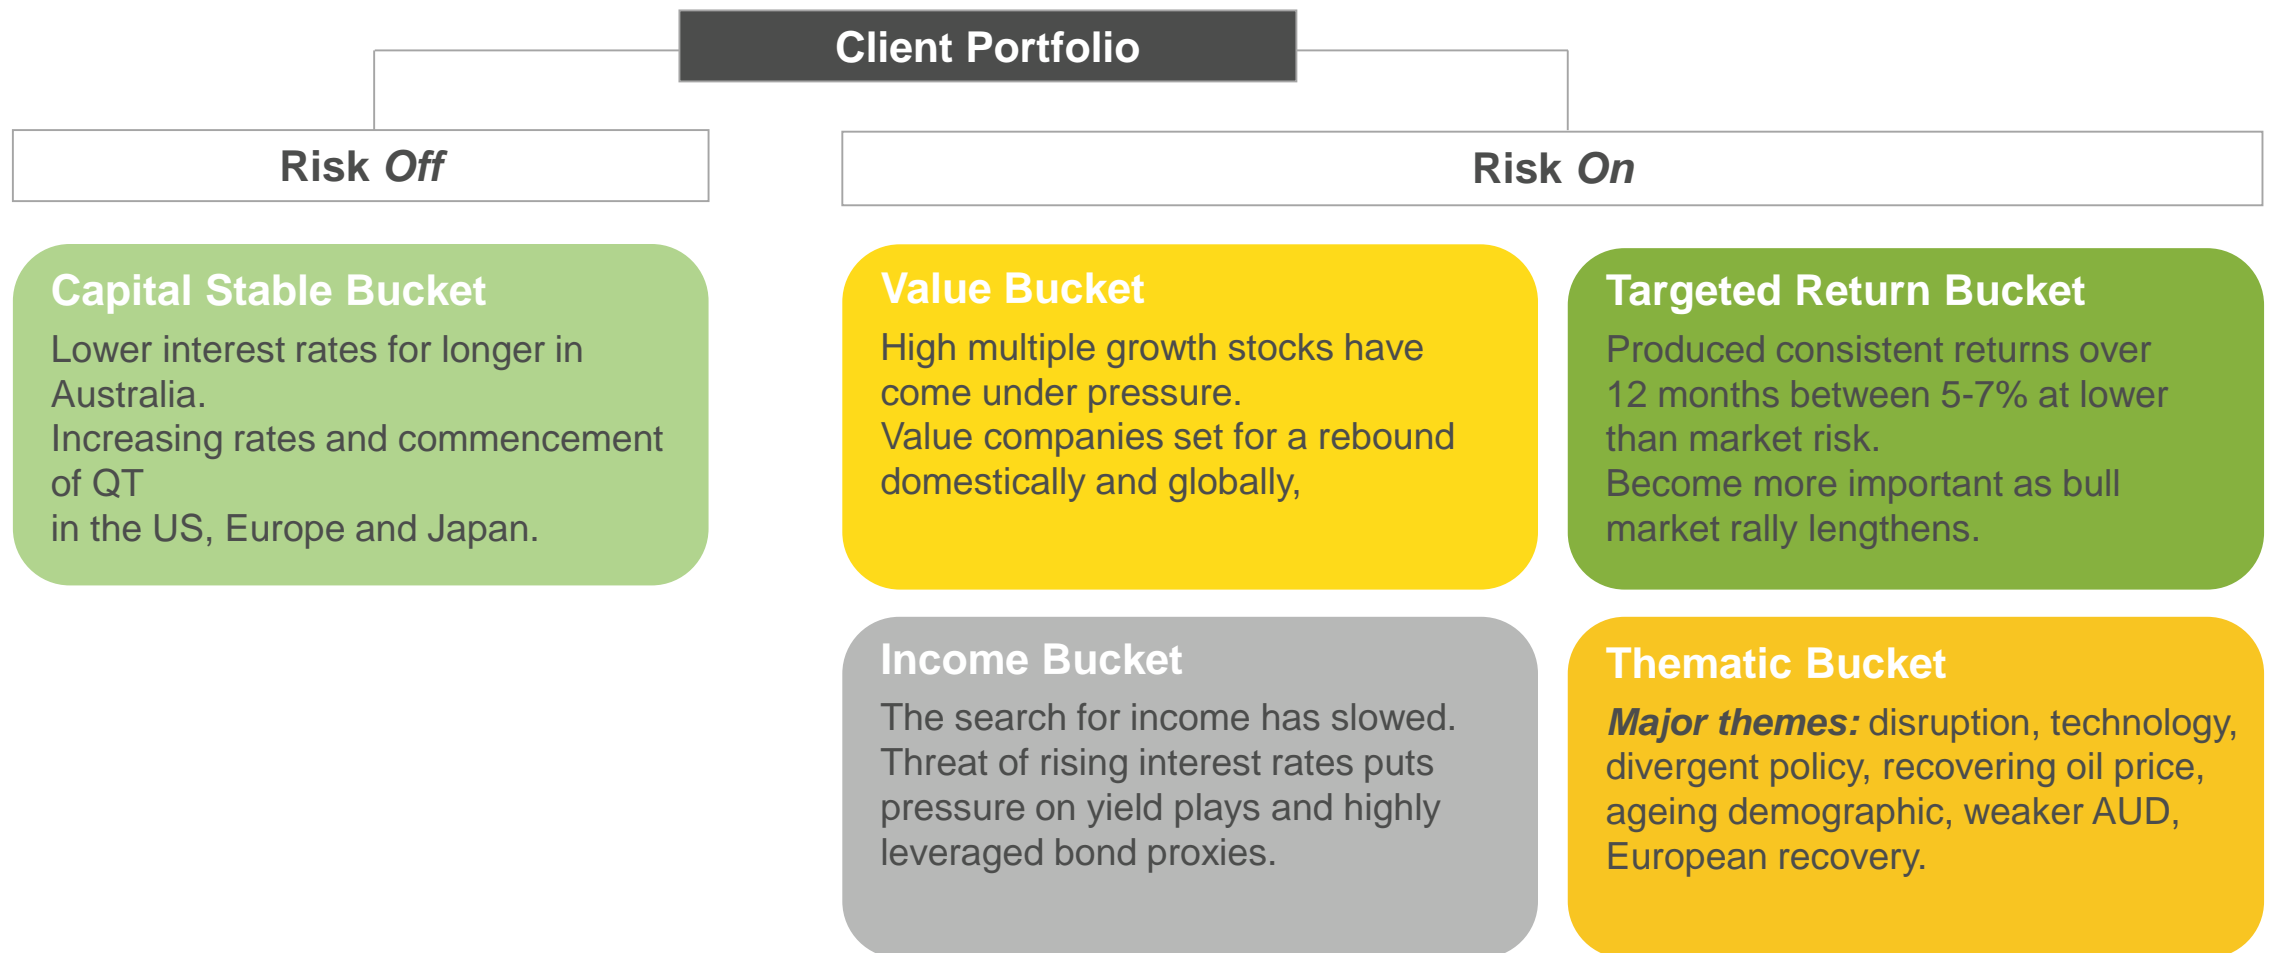 Client Portfolio
Risk Off
Risk On
Capital Stable Bucket
Lower interest rates for longer in
Australia.
Increasing rates and commencement
of QT
in the US, Europe and Japan.
Value Bucket
High multiple growth stocks have
come under pressure.
Value companies set for a rebound
domestically and globally,
Targeted Return Bucket
Produced consistent returns over
12 months between 5-7% at lower
than market risk.
Become more important as bull
market rally lengthens.
Income Bucket
The search for income has slowed.
Threat of rising interest rates puts
pressure on yield plays and highly
leveraged bond proxies.
Thematic Bucket
Major themes: disruption, technology,
divergent policy, recovering oil price,
ageing demographic, weaker AUD,
European recovery.